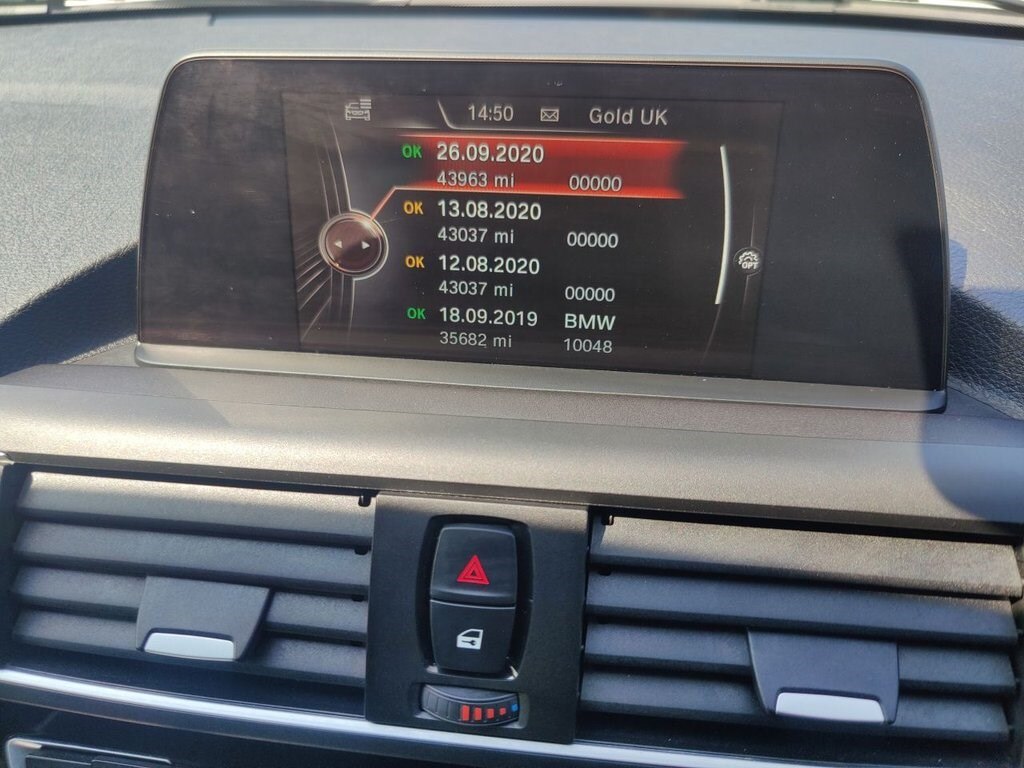 14:50 Gold UK
OK 26.09.2020
43963 mi 00000
OK 13.08.2020
43037 mi 00000
OK 12.08.2020
43037 mi 00000
OK 18.09.2019 BMW
35682 mi 10048
OPT